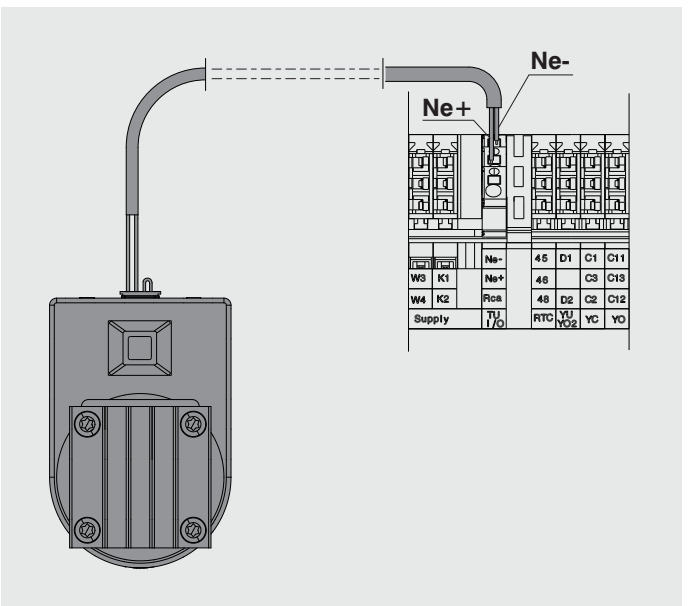 Ne-
Ne+
Ne- 45 D1 C1 C11
W3 K1 Ne+ 46 C3 C13
W4 K2 Rca 48 D2 C2 C12
Supply TU I/O RTC YU YO2 YC YO